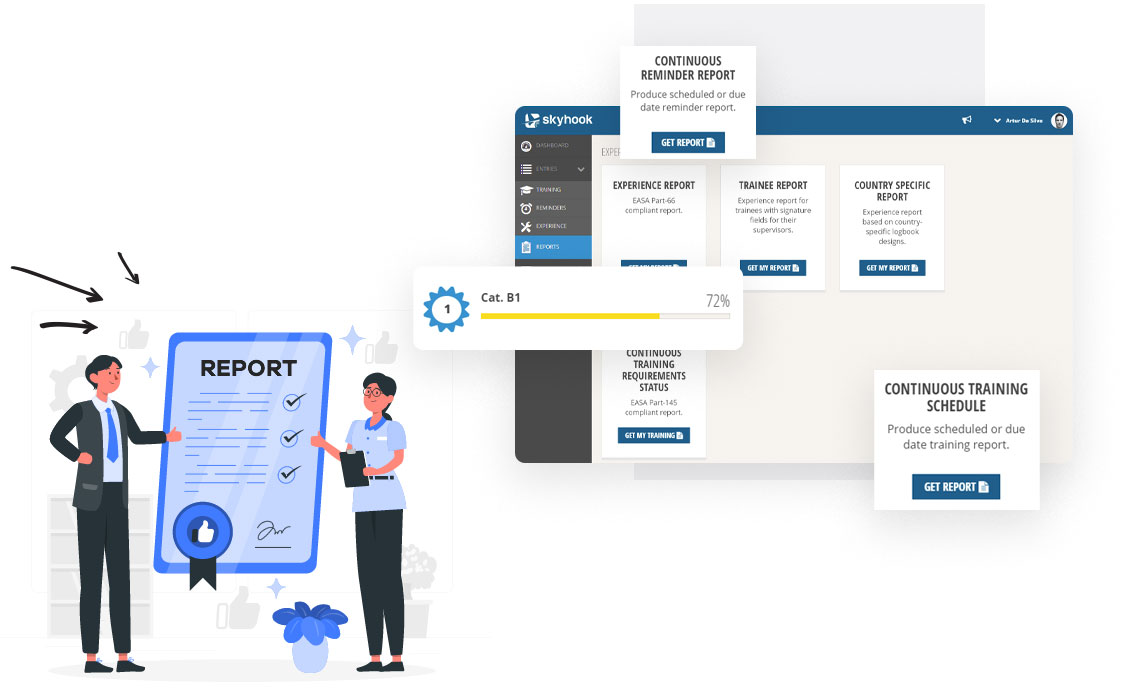 CONTINUOUS
REMINDER REPORT
Produce scheduled or due
date reminder report.
GET REPORT
skyhook
Artur Da Silva
DASHBOARD
ENTRIES
TRAINING
REMINDERS
EXPERIENCE
REPORTS
EXPERIENCE REPORT
EASA Part-66
compliant report.
GET MY REPORT
TRAINEE REPORT
Experience report for
trainees with signature
fields for their
supervisors.
GET MY REPORT
COUNTRY SPECIFIC
REPORT
Experience report
based on country-
specific logbook
designs.
GET MY REPORT
1
Cat. B1
72%
CONTINUOUS
TRAINING
REQUIREMENTS
STATUS
EASA Part-145
compliant report.
GET MY TRAINING
CONTINUOUS TRAINING
SCHEDULE
Produce scheduled or due
date training report.
GET REPORT
REPORT